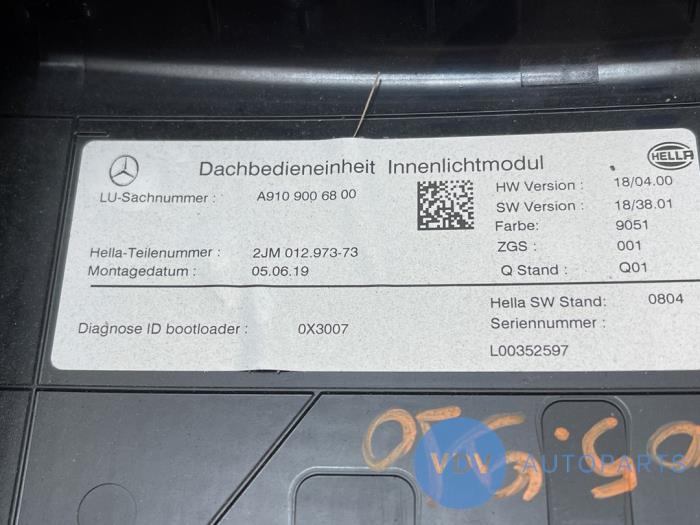 Dachbedieneinheit Innenlichtmodul
HELLA
LU-Sachnummer : A910 900 68 00
HW Version : 18/04.00
SW Version : 18/38.01
Farbe: 9051
Hella-Teilenummer : 2JM 012.973-73
ZGS : 001
Montagedatum : 05.06.19
Q Stand : Q01
Hella SW Stand: 0804
Diagnose ID bootloader : 0X3007
Seriennummer :
L00352597
VDV AUTOPARTS